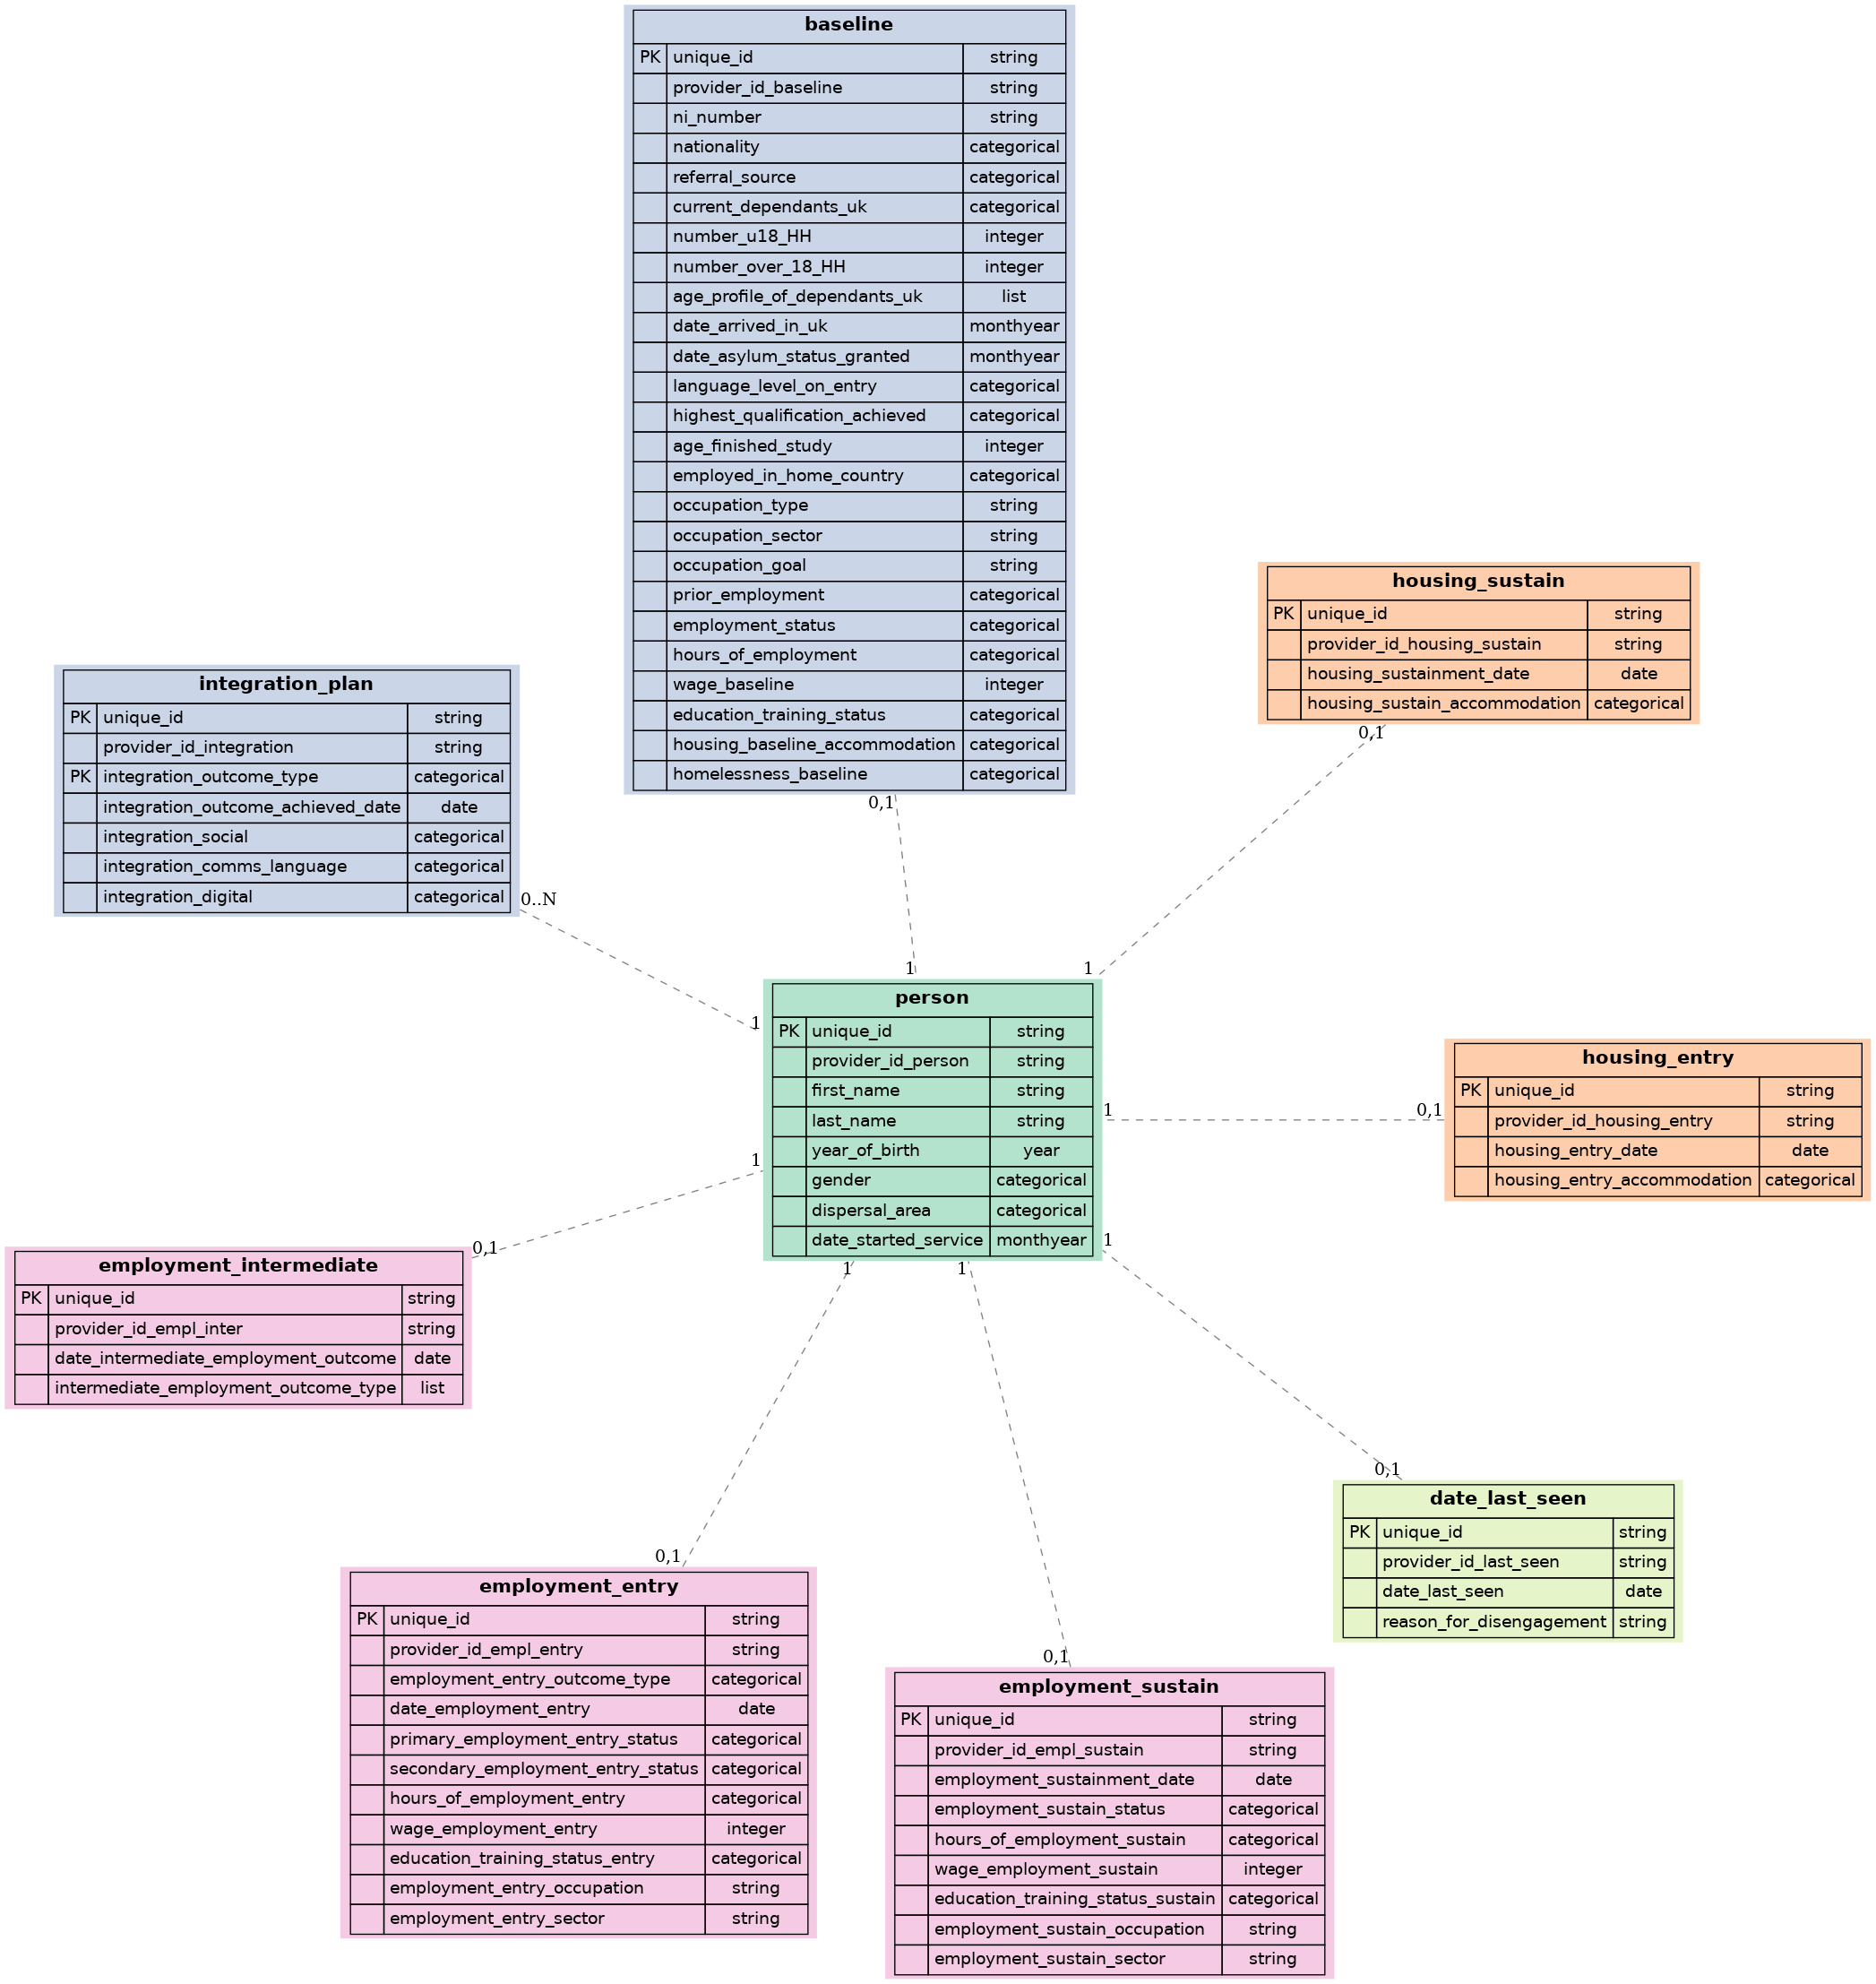 baseline
PK unique_id string
provider_id_baseline string
ni_number string
nationality categorical
referral_source categorical
current_dependants_uk categorical
number_u18_HH integer
number_over_18_HH integer
age_profile_of_dependants_uk list
date_arrived_in_uk monthyear
date_asylum_status_granted monthyear
language_level_on_entry categorical
highest_qualification_achieved categorical
age_finished_study integer
employed_in_home_country categorical
occupation_type string
occupation_sector string
occupation_goal string
prior_employment categorical
employment_status categorical
hours_of_employment categorical
wage_baseline integer
education_training_status categorical
housing_baseline_accommodation categorical
homelessness_baseline categorical
0,1
1
housing_sustain
PK unique_id string
provider_id_housing_sustain string
housing_sustainment_date date
housing_sustain_accommodation categorical
0,1
1
integration_plan
PK unique_id string
provider_id_integration string
PK integration_outcome_type categorical
integration_outcome_achieved_date date
integration_social categorical
integration_comms_language categorical
integration_digital categorical
0..N
1
person
PK unique_id string
provider_id_person string
first_name string
last_name string
year_of_birth year
gender categorical
dispersal_area categorical
date_started_service monthyear
1
0,1
housing_entry
PK unique_id string
provider_id_housing_entry string
housing_entry_date date
housing_entry_accommodation categorical
1
0,1
employment_intermediate
PK unique_id string
provider_id_empl_inter string
date_intermediate_employment_outcome date
intermediate_employment_outcome_type list
1
0,1
date_last_seen
PK unique_id string
provider_id_last_seen string
date_last_seen date
reason_for_disengagement string
1
0,1
employment_entry
PK unique_id string
provider_id_empl_entry string
employment_entry_outcome_type categorical
date_employment_entry date
primary_employment_entry_status categorical
secondary_employment_entry_status categorical
hours_of_employment_entry categorical
wage_employment_entry integer
education_training_status_entry categorical
employment_entry_occupation string
employment_entry_sector string
1
0,1
employment_sustain
PK unique_id string
provider_id_empl_sustain string
employment_sustainment_date date
employment_sustain_status categorical
hours_of_employment_sustain categorical
wage_employment_sustain integer
education_training_status_sustain categorical
employment_sustain_occupation string
employment_sustain_sector string